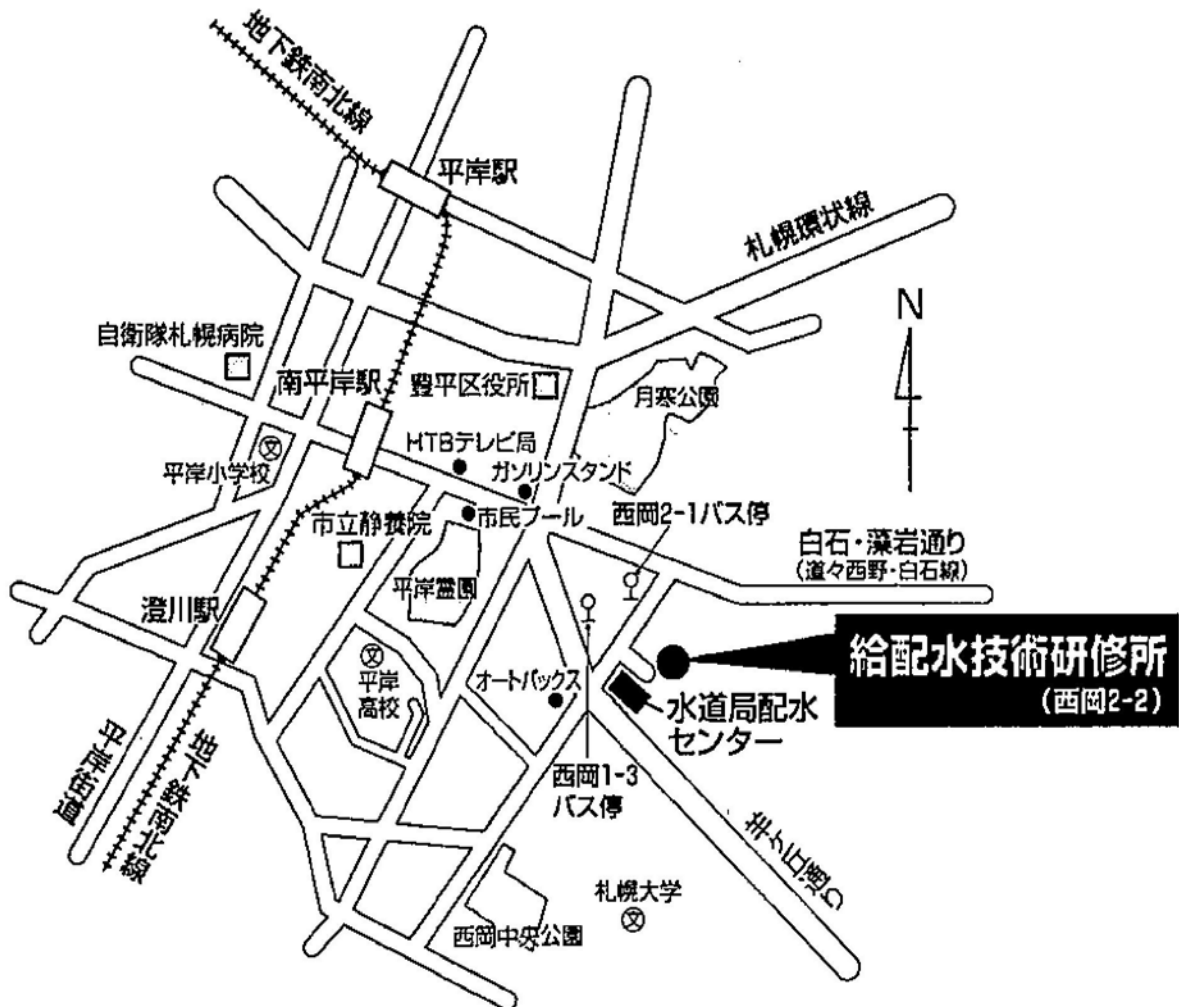 地下鉄南北線
平岸駅
札幌環状線
N
自衛隊札幌病院
南平岸駅
豊平区役所
月寒公園
HTBテレビ局
ガソリンスタンド
文
平岸小学校
市民プール
西岡2-1バス停
市立静養院
白石・藻岩通り
(道々西野・白石線)
平岸霊園
澄川駅
給配水技術研修所
(西岡2-2)
文
平岸
高校
オートバックス
水道局配水
センター
平岸街道
地下鉄南北線
西岡1-3
バス停
羊ヶ丘通り
札幌大学
文
西岡中央公園